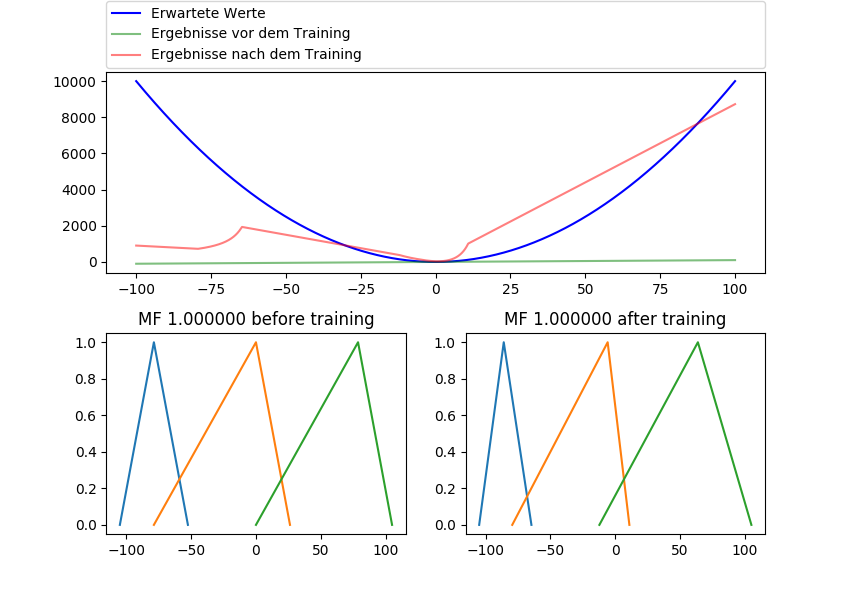 Erwartete Werte
Ergebnisse vor dem Training
Ergebnisse nach dem Training
10000
8000
6000
4000
2000
0
−100 −75 −50 −25 0 25 50 75 100
MF 1.000000 before training
1.0
0.8
0.6
0.4
0.2
0.0
−100 −50 0 50 100
MF 1.000000 after training
1.0
0.8
0.6
0.4
0.2
0.0
−100 −50 0 50 100